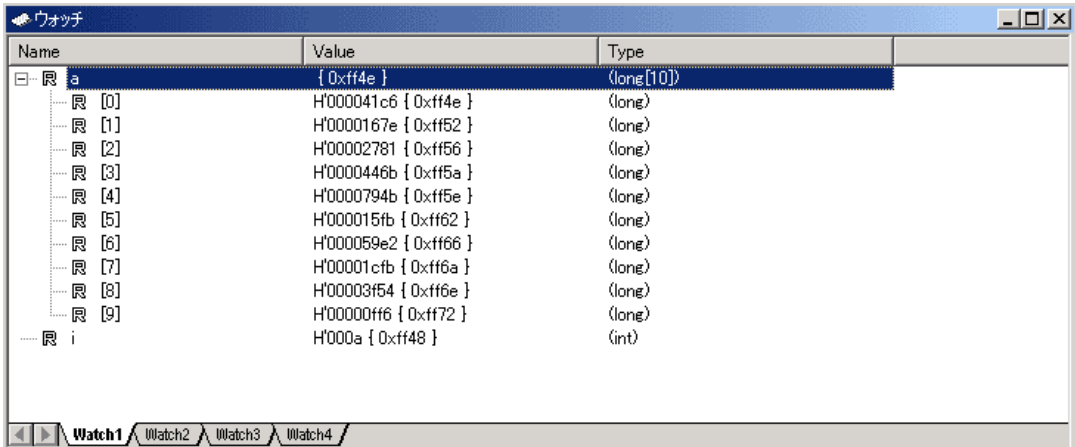 ウォッチ
Name Value Type
R a { 0xff4e } (long[10])
R [0] H'000041c6 { 0xff4e } (long)
R [1] H'0000167e { 0xff52 } (long)
R [2] H'00002781 { 0xff56 } (long)
R [3] H'0000446b { 0xff5a } (long)
R [4] H'0000794b { 0xff5e } (long)
R [5] H'000015fb { 0xff62 } (long)
R [6] H'000059e2 { 0xff66 } (long)
R [7] H'00001cfb { 0xff6a } (long)
R [8] H'00003f54 { 0xff6e } (long)
R [9] H'00000ff6 { 0xff72 } (long)
R i H'000a { 0xff48 } (int)
Watch1 Watch2 Watch3 Watch4